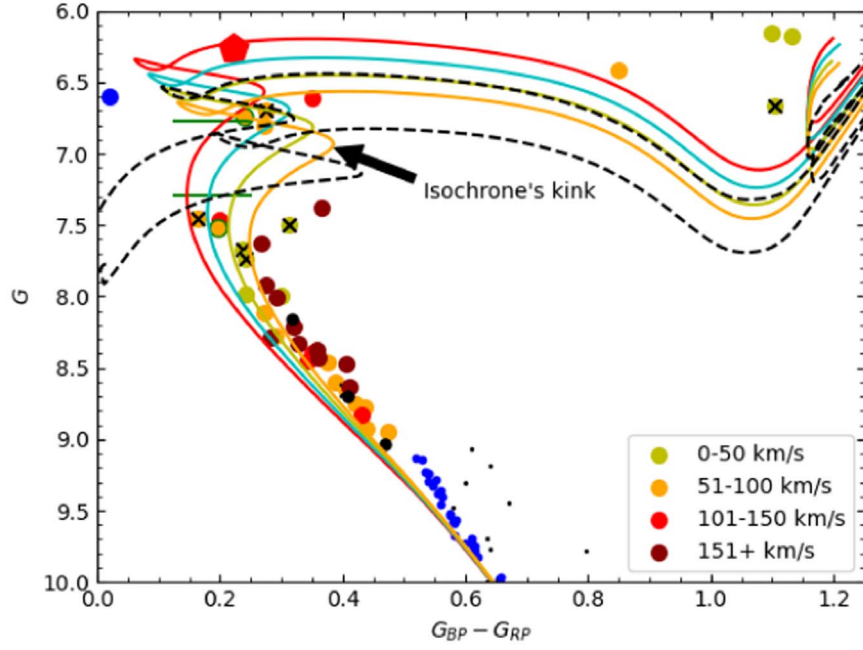 6.0
6.5
7.0
7.5
8.0
8.5
9.0
9.5
10.0
G
Isochrone's kink
0-50 km/s
51-100 km/s
101-150 km/s
151+ km/s
0.0 0.2 0.4 0.6 0.8 1.0 1.2
G_BP − G_RP